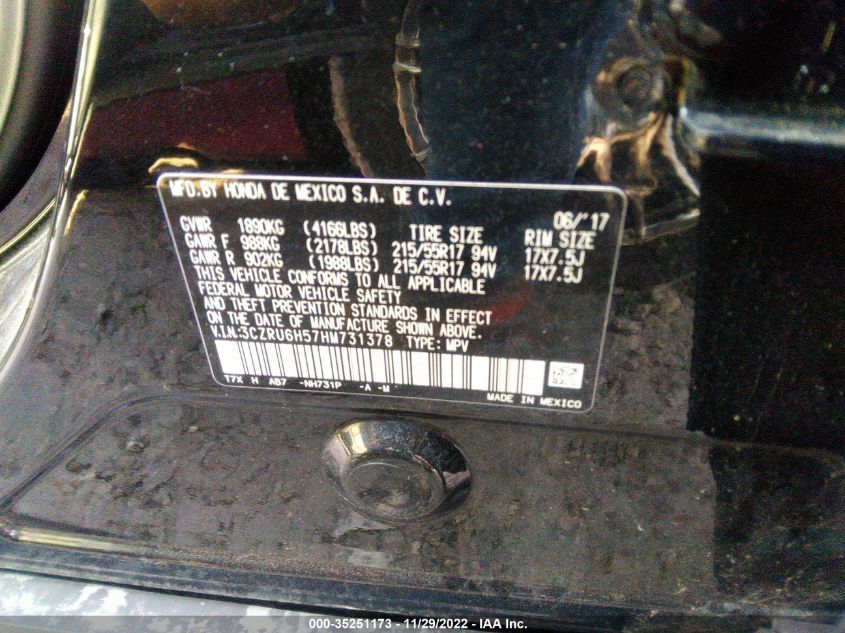 MFD.BY HONDA DE MEXICO S.A. DE C.V.
06/'17
GVWR 1890KG (4166LBS) TIRE SIZE RIM SIZE
GAWR F 988KG (2178LBS) 215/55R17 94V 17X7.5J
GAWR R 902KG (1988LBS) 215/55R17 94V 17X7.5J
THIS VEHICLE CONFORMS TO ALL APPLICABLE
FEDERAL MOTOR VEHICLE SAFETY
AND THEFT PREVENTION STANDARDS IN EFFECT
ON THE DATE OF MANUFACTURE SHOWN ABOVE.
V.I.N:3CZRU6H57HM731378 TYPE: MPV
T7X H AB7 -NH731P -A -M
MADE IN MEXICO
000-35251173 - 11/29/2022 - IAA Inc.